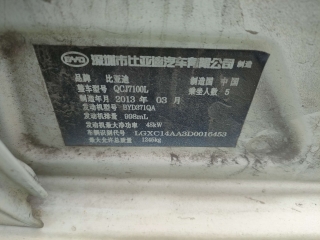 BYD 深圳市比亚迪汽车有限公司 制造
品牌 比亚迪 制造国 中国
整车型号 QCJ7100L 乘坐人数 5
制造年月 2013 年 03 月
发动机型号 BYD371QA
发动机排量 998mL
发动机最大净功率 48kW
车辆识别代号 LGXC14AA3D0016453
最大允许总质量 1245kg